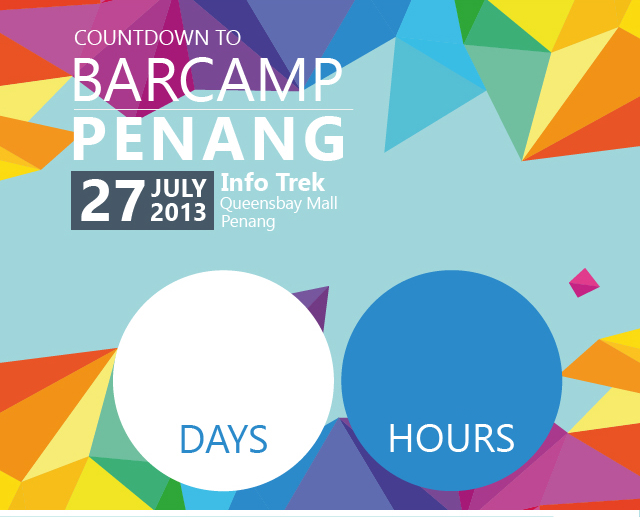 COUNTDOWN TO
BARCAMP
PENANG
27 JULY
2013
Info Trek
Queensbay Mall
Penang
DAYS
HOURS